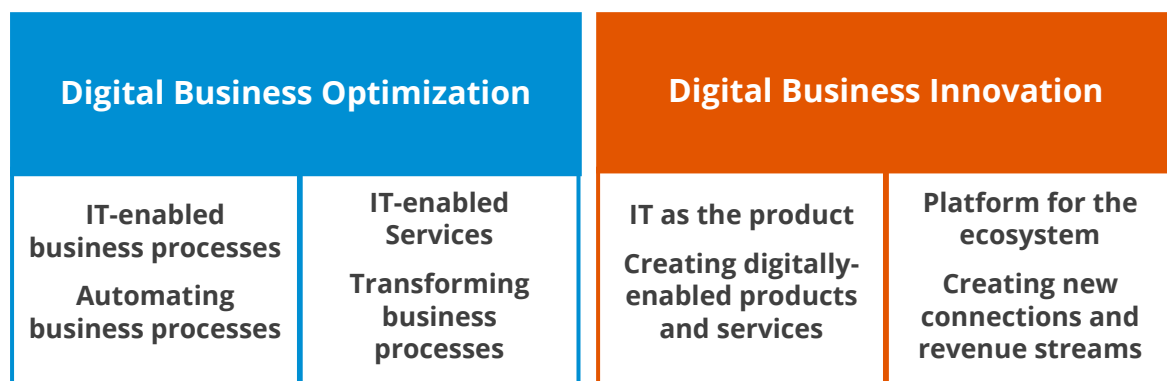 Digital Business Optimization
Digital Business Innovation
IT-enabled
business processes
Automating
business processes
IT-enabled
Services
Transforming
business
processes
IT as the product
Creating digitally-
enabled products
and services
Platform for the
ecosystem
Creating new
connections and
revenue streams